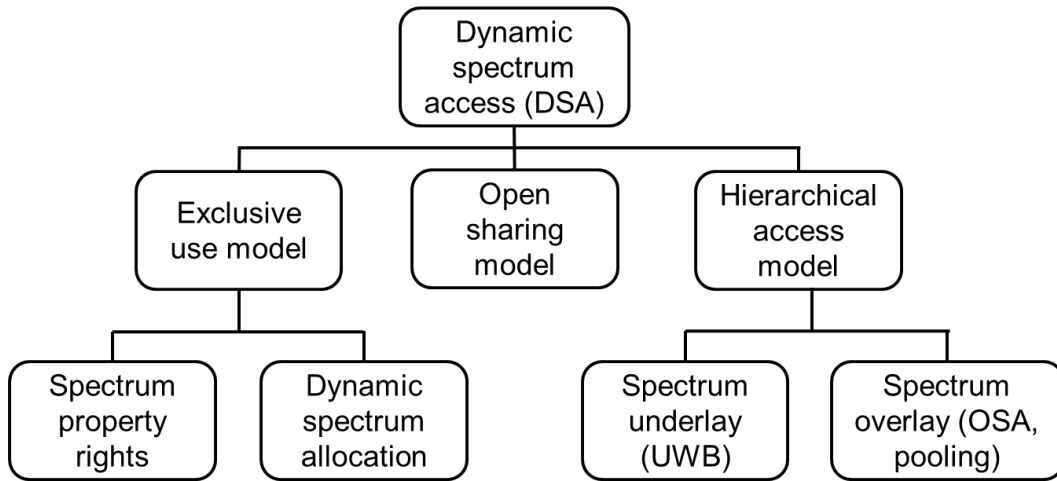 Dynamic
spectrum
access (DSA)
Exclusive
use model
Open
sharing
model
Hierarchical
access
model
Spectrum
property
rights
Dynamic
spectrum
allocation
Spectrum
underlay
(UWB)
Spectrum
overlay (OSA,
pooling)